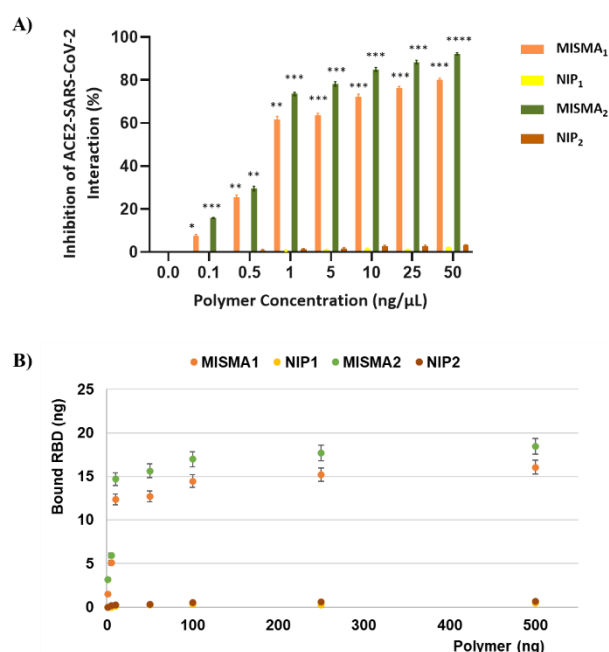 A)
Inhibition of ACE2-SARS-CoV-2
Interaction (%)
100
80
60
40
20
0
*
***
**
**
**
***
***
***
***
***
***
***
***
****
0.0 0.1 0.5 1 5 10 25 50
Polymer Concentration (ng/µL)
MISMA₁
NIP₁
MISMA₂
NIP₂
B)
MISMA1 NIP1 MISMA2 NIP2
Bound RBD (ng)
25
20
15
10
5
0
0 100 200 300 400 500
Polymer (ng)